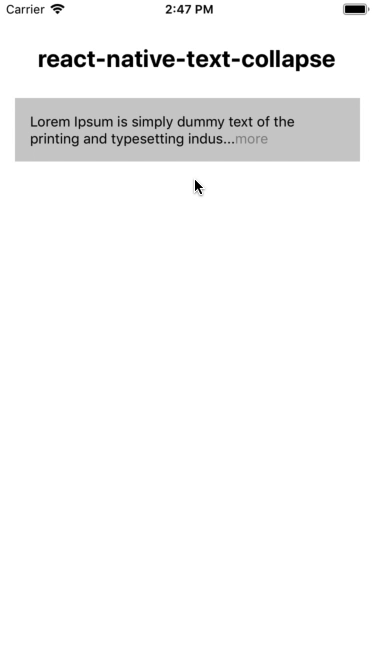 Carrier 2:47 PM
react-native-text-collapse
Lorem Ipsum is simply dummy text of the
printing and typesetting indus...more